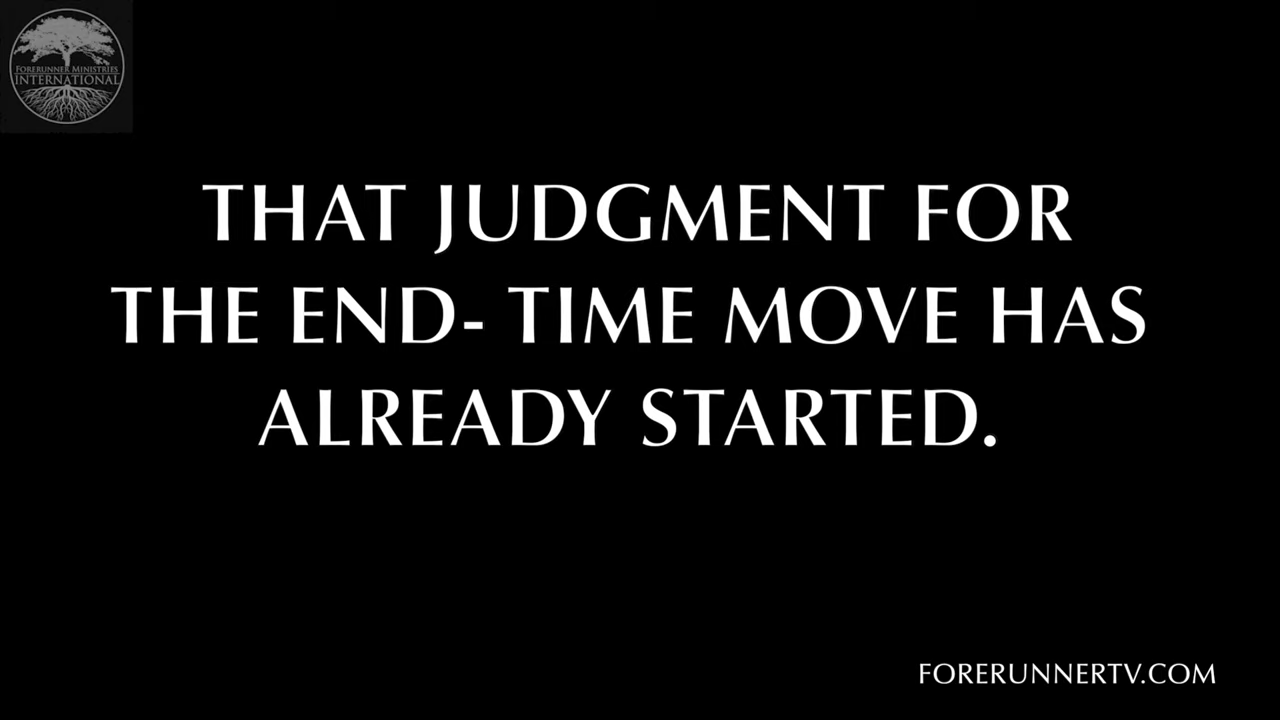 FORERUNNER MINISTRIES
INTERNATIONAL
THAT JUDGMENT FOR
THE END- TIME MOVE HAS
ALREADY STARTED.
FORERUNNERTV.COM